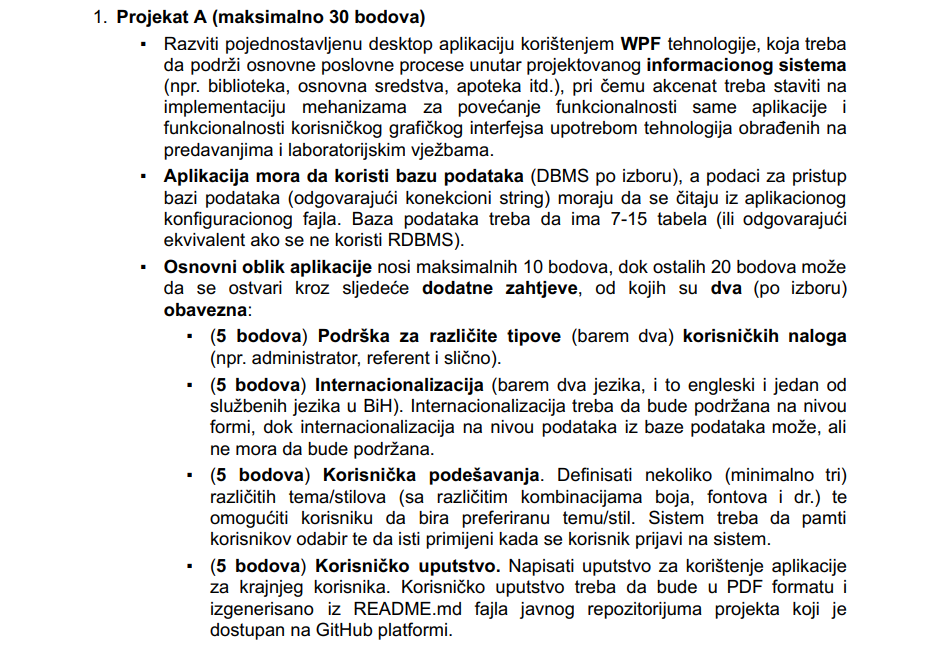 1. Projekat A (maksimalno 30 bodova)
▪ Razviti pojednostavljenu desktop aplikaciju korištenjem WPF tehnologije, koja treba
da podrži osnovne poslovne procese unutar projektovanog informacionog sistema
(npr. biblioteka, osnovna sredstva, apoteka itd.), pri čemu akcenat treba staviti na
implementaciju mehanizama za povećanje funkcionalnosti same aplikacije i
funkcionalnosti korisničkog grafičkog interfejsa upotrebom tehnologija obrađenih na
predavanjima i laboratorijskim vježbama.
▪ Aplikacija mora da koristi bazu podataka (DBMS po izboru), a podaci za pristup
bazi podataka (odgovarajući konekcioni string) moraju da se čitaju iz aplikacionog
konfiguracionog fajla. Baza podataka treba da ima 7-15 tabela (ili odgovarajući
ekvivalent ako se ne koristi RDBMS).
▪ Osnovni oblik aplikacije nosi maksimalnih 10 bodova, dok ostalih 20 bodova može
da se ostvari kroz sljedeće dodatne zahtjeve, od kojih su dva (po izboru)
obavezna:
▪ (5 bodova) Podrška za različite tipove (barem dva) korisničkih naloga
(npr. administrator, referent i slično).
▪ (5 bodova) Internacionalizacija (barem dva jezika, i to engleski i jedan od
službenih jezika u BiH). Internacionalizacija treba da bude podržana na nivou
formi, dok internacionalizacija na nivou podataka iz baze podataka može, ali
ne mora da bude podržana.
▪ (5 bodova) Korisnička podešavanja. Definisati nekoliko (minimalno tri)
različitih tema/stilova (sa različitim kombinacijama boja, fontova i dr.) te
omogućiti korisniku da bira preferiranu temu/stil. Sistem treba da pamti
korisnikov odabir te da isti primijeni kada se korisnik prijavi na sistem.
▪ (5 bodova) Korisničko uputstvo. Napisati uputstvo za korištenje aplikacije
za krajnjeg korisnika. Korisničko uputstvo treba da bude u PDF formatu i
izgenerisano iz README.md fajla javnog repozitorijuma projekta koji je
dostupan na GitHub platformi.